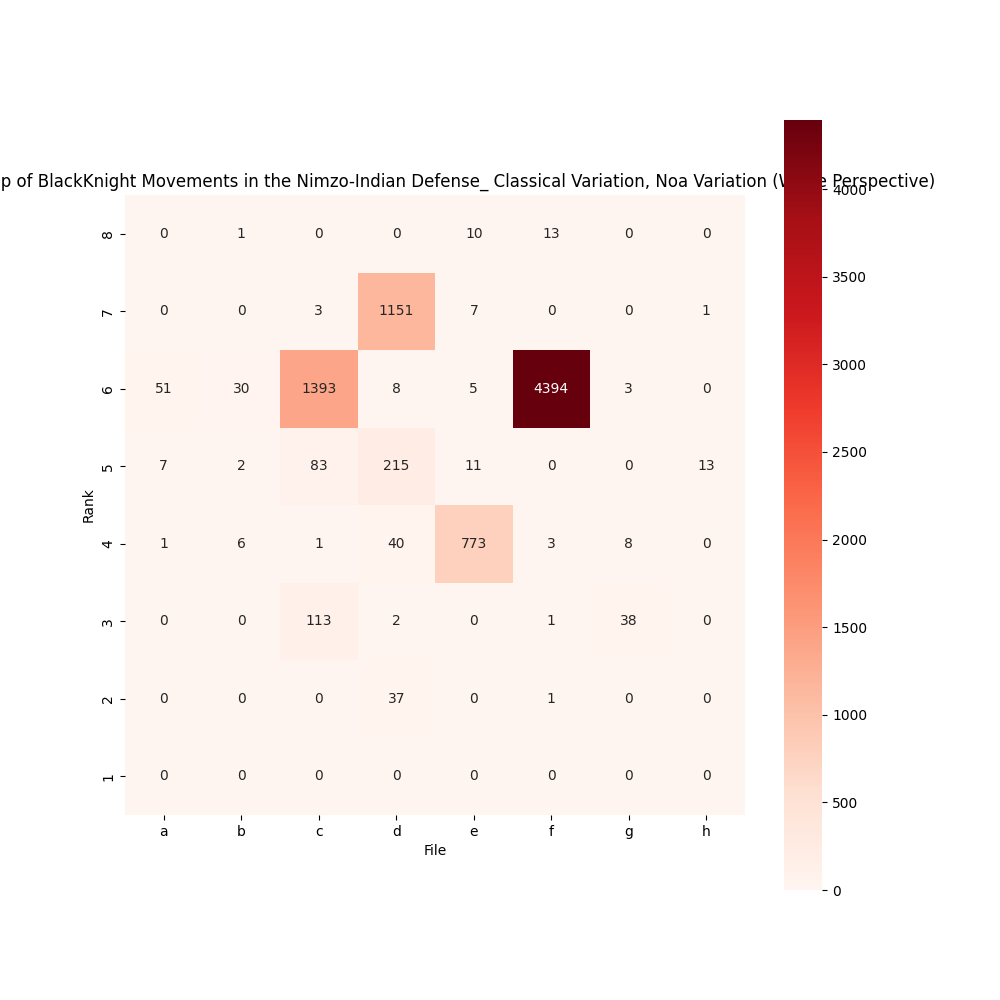 p of BlackKnight Movements in the Nimzo-Indian Defense_ Classical Variation, Noa Variation ( Perspective)
8 0 1 0 0 10 13 0 0
7 0 0 3 1151 7 0 0 1
6 51 30 1393 8 5 4394 3 0
5 7 2 83 215 11 0 0 13
4 1 6 1 40 773 3 8 0
3 0 0 113 2 0 1 38 0
2 0 0 0 37 0 1 0 0
1 0 0 0 0 0 0 0 0
a b c d e f g h
File
Rank
4000
3500
3000
2500
2000
1500
1000
500
0